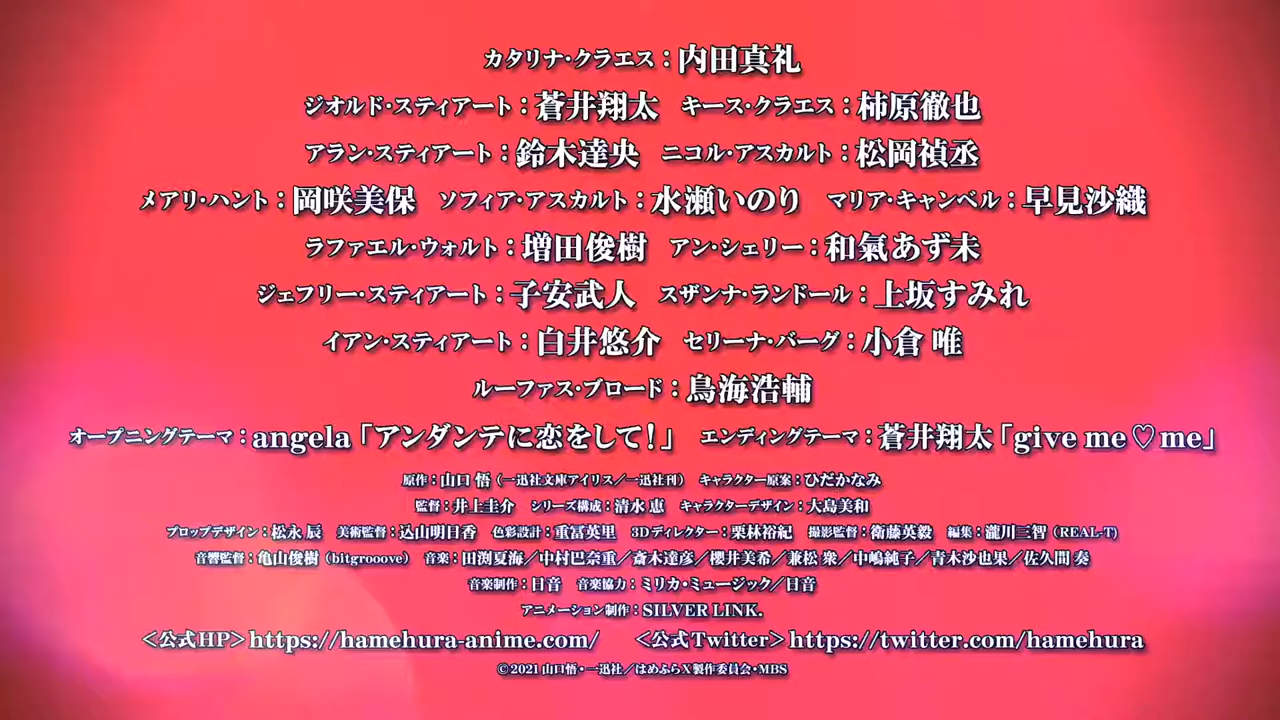 カタリナ・クラエス：内田真礼
ジオルド・スティアート：蒼井翔太　キース・クラエス：柿原徹也
アラン・スティアート：鈴木達央　ニコル・アスカルト：松岡禎丞
メアリ・ハント：岡咲美保　ソフィア・アスカルト：水瀬いのり　マリア・キャンベル：早見沙織
ラファエル・ウォルト：増田俊樹　アン・シェリー：和氣あず未
ジェフリー・スティアート：子安武人　スザンナ・ランドール：上坂すみれ
イアン・スティアート：白井悠介　セリーナ・バーグ：小倉 唯
ルーファス・ブロード：鳥海浩輔
オープニングテーマ：angela「アンダンテに恋をして！」　エンディングテーマ：蒼井翔太「give me♡me」
原作：山口 悟（一迅社文庫アイリス／一迅社刊）　キャラクター原案：ひだかなみ
監督：井上圭介　シリーズ構成：清水 恵　キャラクターデザイン：大島美和
プロップデザイン：松永 辰　美術監督：込山明日香　色彩設計：重冨英里　3Dディレクター：栗林裕紀　撮影監督：衛藤英毅　編集：瀧川三智（REAL-T)
音響監督：亀山俊樹（bitgrooove）　音楽：田渕夏海／中村巴奈重／斎木達彦／櫻井美希／兼松 衆／中嶋純子／青木沙也果／佐久間 奏
音楽制作：日音　音楽協力：ミリカ・ミュージック／日音
アニメーション制作：SILVER LINK.
＜公式HP＞https://hamehura-anime.com/　＜公式Twitter＞https://twitter.com/hamehura
©2021 山口悟・一迅社／はめふらX製作委員会・MBS